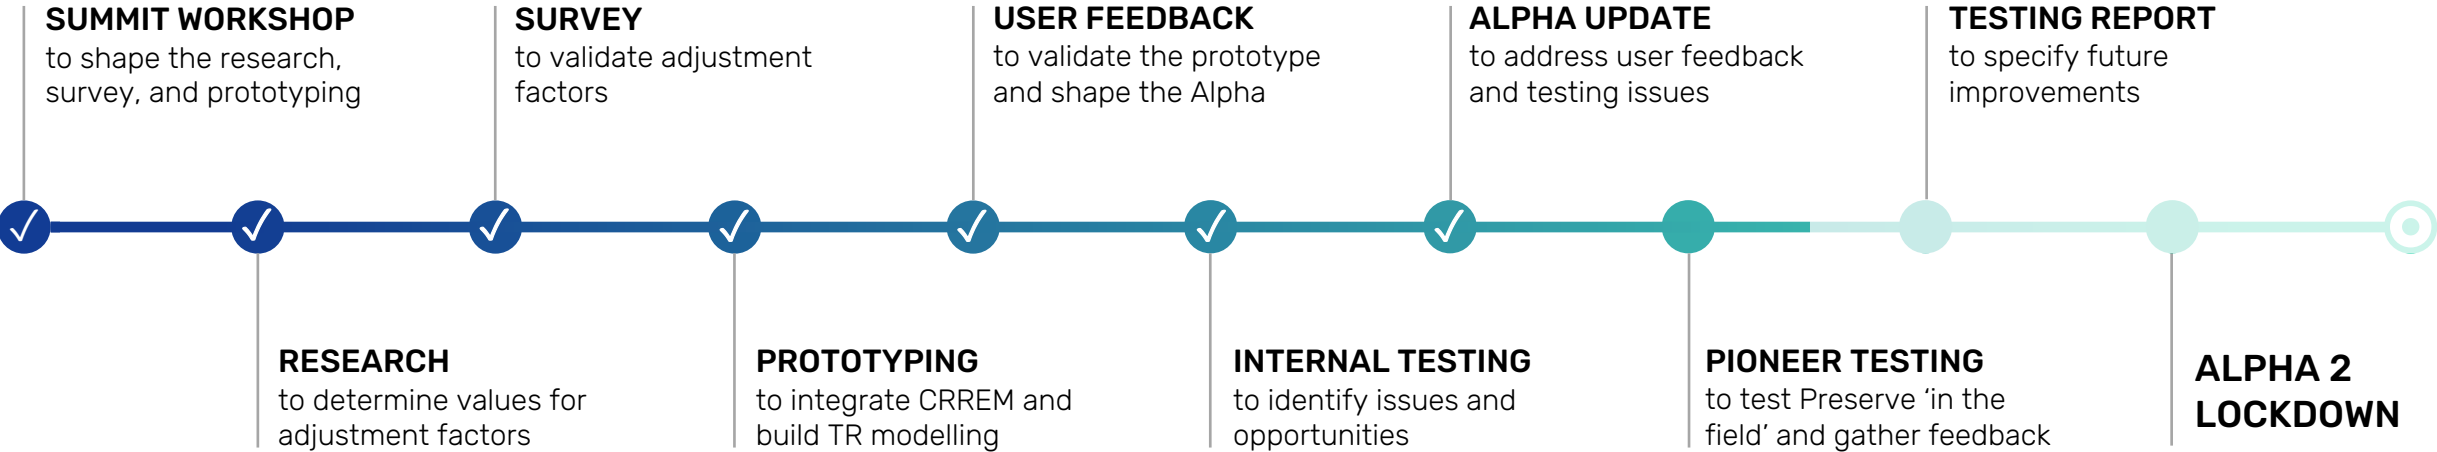 SUMMIT WORKSHOP
to shape the research,
survey, and prototyping
SURVEY
to validate adjustment
factors
USER FEEDBACK
to validate the prototype
and shape the Alpha
ALPHA UPDATE
to address user feedback
and testing issues
TESTING REPORT
to specify future
improvements
RESEARCH
to determine values for
adjustment factors
PROTOTYPING
to integrate CRREM and
build TR modelling
INTERNAL TESTING
to identify issues and
opportunities
PIONEER TESTING
to test Preserve ‘in the
field’ and gather feedback
ALPHA 2
LOCKDOWN